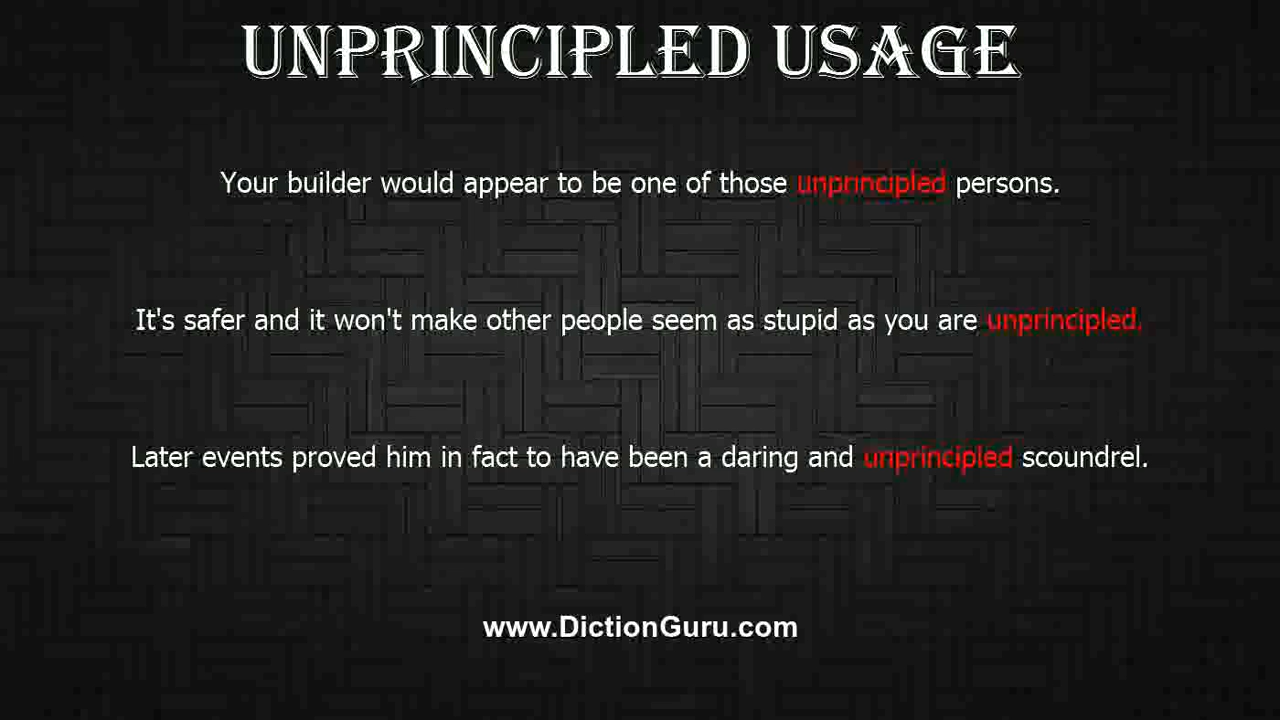 UNPRINCIPLED USAGE
Your builder would appear to be one of those unprincipled persons.
It's safer and it won't make other people seem as stupid as you are unprincipled.
Later events proved him in fact to have been a daring and unprincipled scoundrel.
www.DictionGuru.com